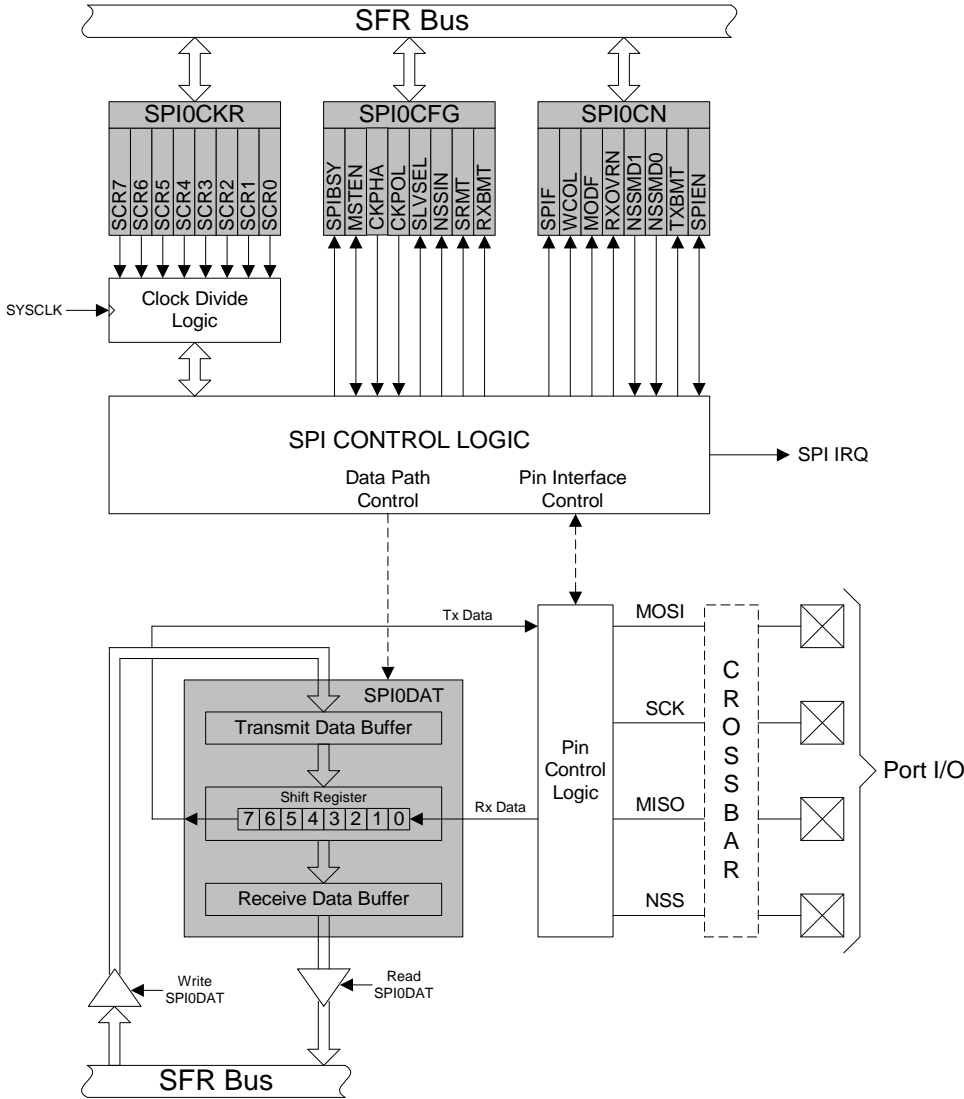 SFR Bus
SPI0CKR
SPI0CFG
SPI0CN
SCR7
SCR6
SCR5
SCR4
SCR3
SCR2
SCR1
SCR0
SPIBSY
MSTEN
CKPHA
CKPOL
SLVSEL
NSSIN
SRMT
RXBMT
SPIF
WCOL
MODF
RXOVRN
NSSMD1
NSSMD0
TXBMT
SPIEN
SYSCLK
Clock Divide
Logic
SPI CONTROL LOGIC
SPI IRQ
Data Path
Control
Pin Interface
Control
Tx Data
MOSI
SPI0DAT
Transmit Data Buffer
SCK
Shift Register
7 6 5 4 3 2 1 0
Rx Data
Pin
Control
Logic
MISO
CROSSBAR
Port I/O
Receive Data Buffer
NSS
Write
SPI0DAT
Read
SPI0DAT
SFR Bus